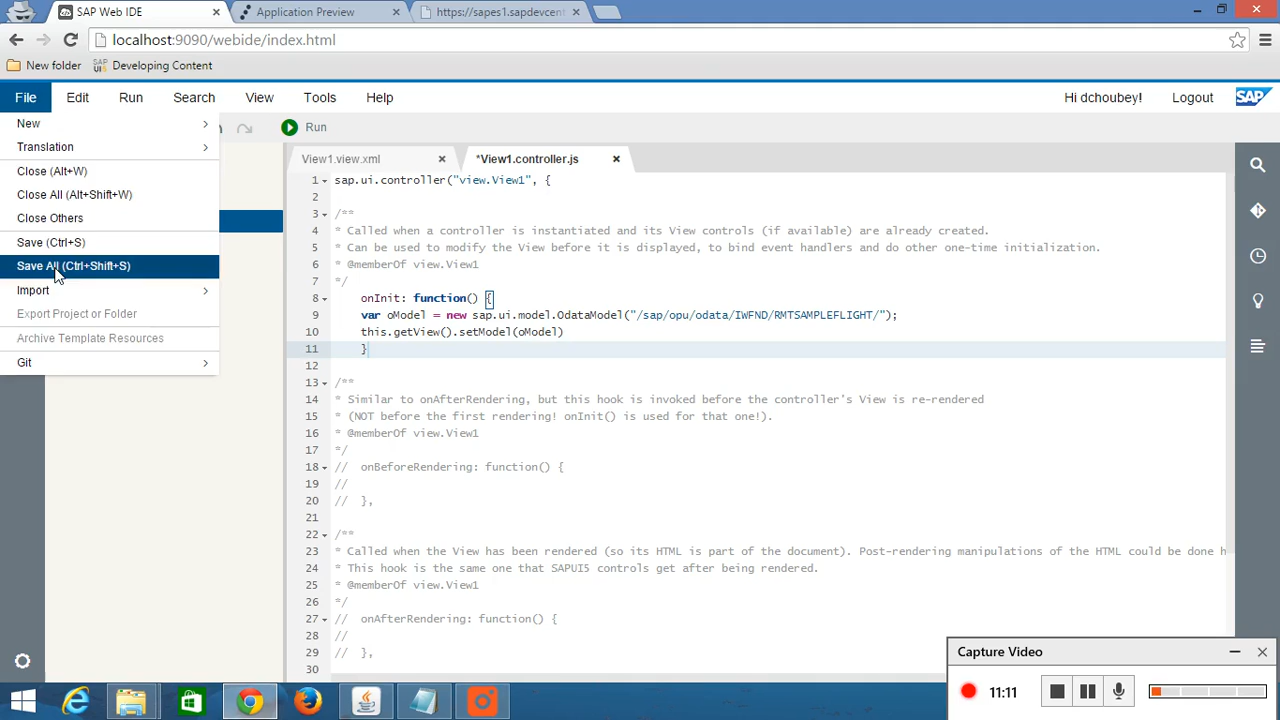 SAP Web IDE
Application Preview
https://sapes1.sapdevcent
localhost:9090/webide/index.html
New folder
SAP UI5
Developing Content
File
Edit
Run
Search
View
Tools
Help
Hi dchoubey!
Logout
SAP
Run
New
Translation
Close (Alt+W)
Close All (Alt+Shift+W)
Close Others
Save (Ctrl+S)
Save All (Ctrl+Shift+S)
Import
Export Project or Folder
Archive Template Resources
Git
View1.view.xml
*View1.controller.js
1 sap.ui.controller("view.View1", {
2
3 /**
4 * Called when a controller is instantiated and its View controls (if available) are already created.
5 * Can be used to modify the View before it is displayed, to bind event handlers and do other one-time initialization.
6 * @memberOf view.View1
7 */
8 onInit: function() {
9 var oModel = new sap.ui.model.OdataModel("/sap/opu/odata/IWFND/RMTSAMPLEFLIGHT/");
10 this.getView().setModel(oModel)
11 }
12
13 /**
14 * Similar to onAfterRendering, but this hook is invoked before the controller's View is re-rendered
15 * (NOT before the first rendering! onInit() is used for that one!).
16 * @memberOf view.View1
17 */
18 // onBeforeRendering: function() {
19 //
20 // },
21
22 /**
23 * Called when the View has been rendered (so its HTML is part of the document). Post-rendering manipulations of the HTML could be done h
24 * This hook is the same one that SAPUI5 controls get after being rendered.
25 * @memberOf view.View1
26 */
27 // onAfterRendering: function() {
28 //
29 // },
30
Capture Video
11:11